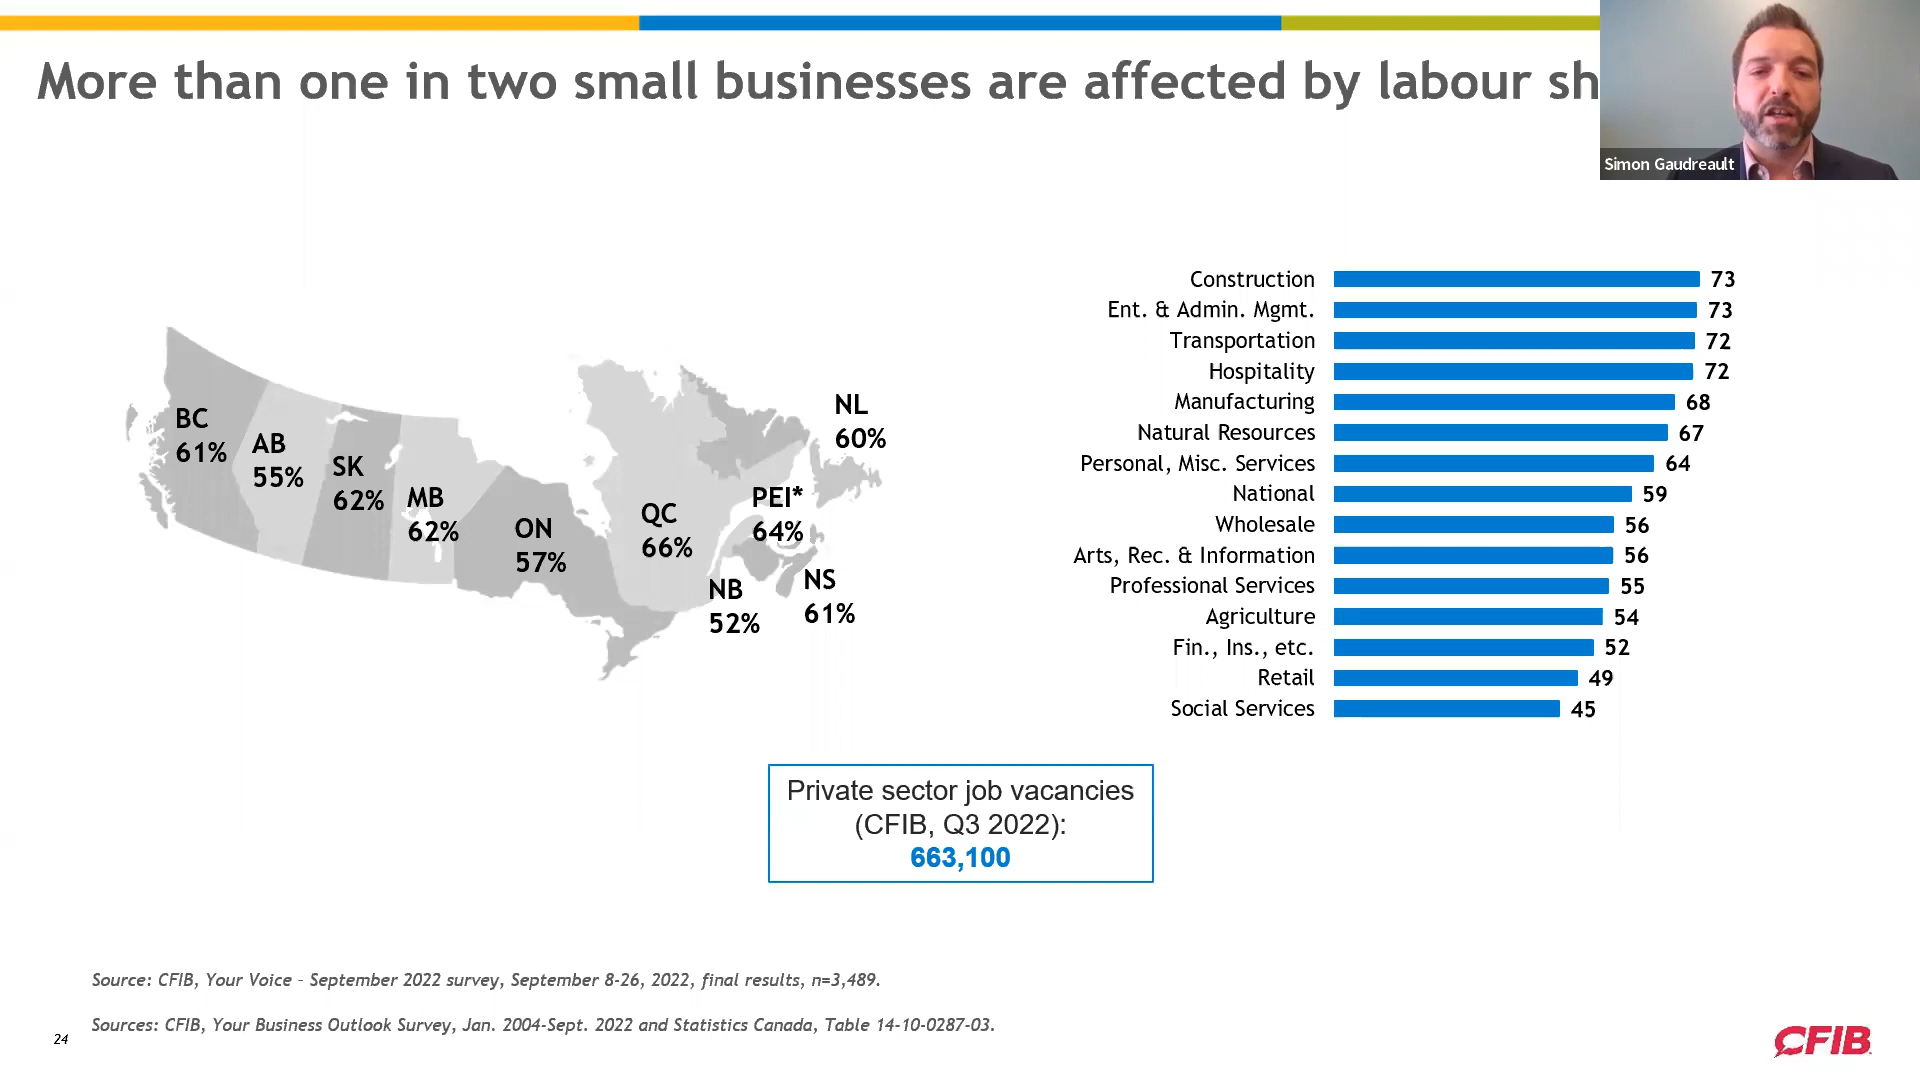 More than one in two small businesses are affected by labour sh
Simon Gaudreault
BC
61%
AB
55%
SK
62%
MB
62%
ON
57%
QC
66%
NL
60%
PEI*
64%
NB
52%
NS
61%
Construction 73
Ent. & Admin. Mgmt. 73
Transportation 72
Hospitality 72
Manufacturing 68
Natural Resources 67
Personal, Misc. Services 64
National 59
Wholesale 56
Arts, Rec. & Information 56
Professional Services 55
Agriculture 54
Fin., Ins., etc. 52
Retail 49
Social Services 45
Private sector job vacancies
(CFIB, Q3 2022):
663,100
Source: CFIB, Your Voice – September 2022 survey, September 8-26, 2022, final results, n=3,489.
Sources: CFIB, Your Business Outlook Survey, Jan. 2004-Sept. 2022 and Statistics Canada, Table 14-10-0287-03.
24
CFIB